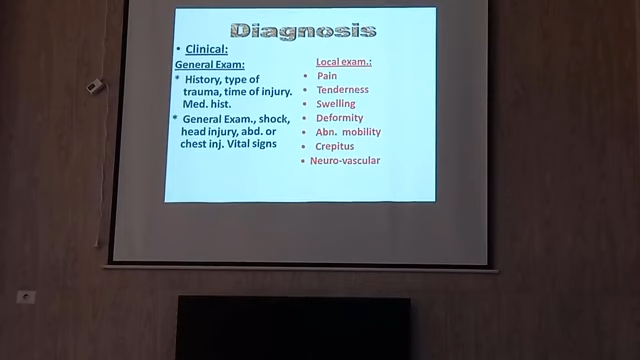 Diagnosis
• Clinical:
General Exam:
* History, type of
trauma, time of injury.
Med. hist.
* General Exam., shock,
head injury, abd. or
chest inj. Vital signs
Local exam.:
• Pain
• Tenderness
• Swelling
• Deformity
• Abn. mobility
• Crepitus
• Neuro-vascular